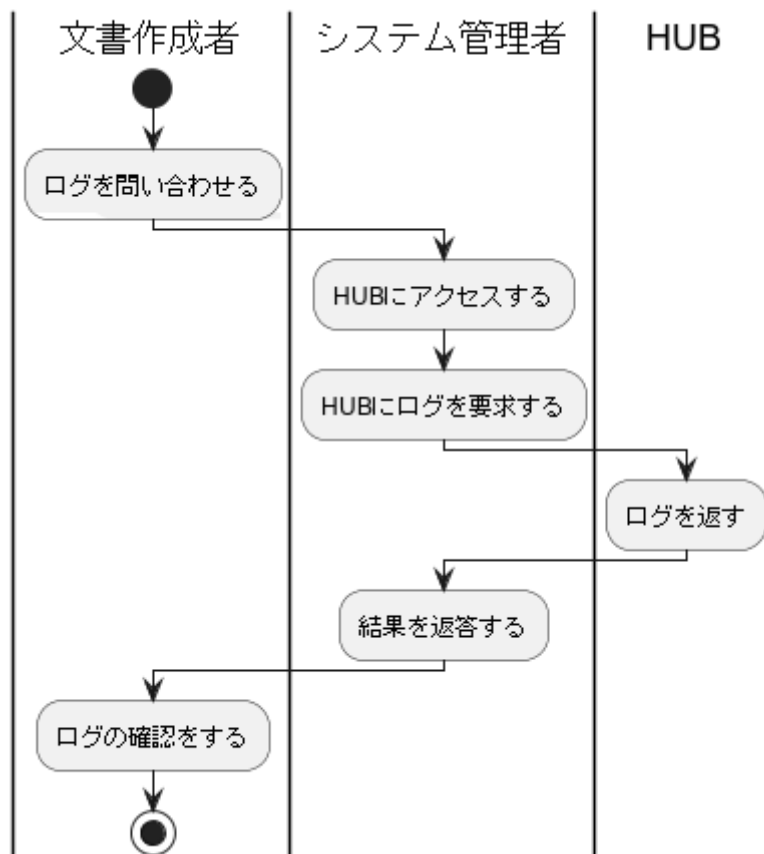 文書作成者
システム管理者
HUB
ログを問い合わせる
HUBにアクセスする
HUBにログを要求する
ログを返す
結果を返答する
ログの確認をする